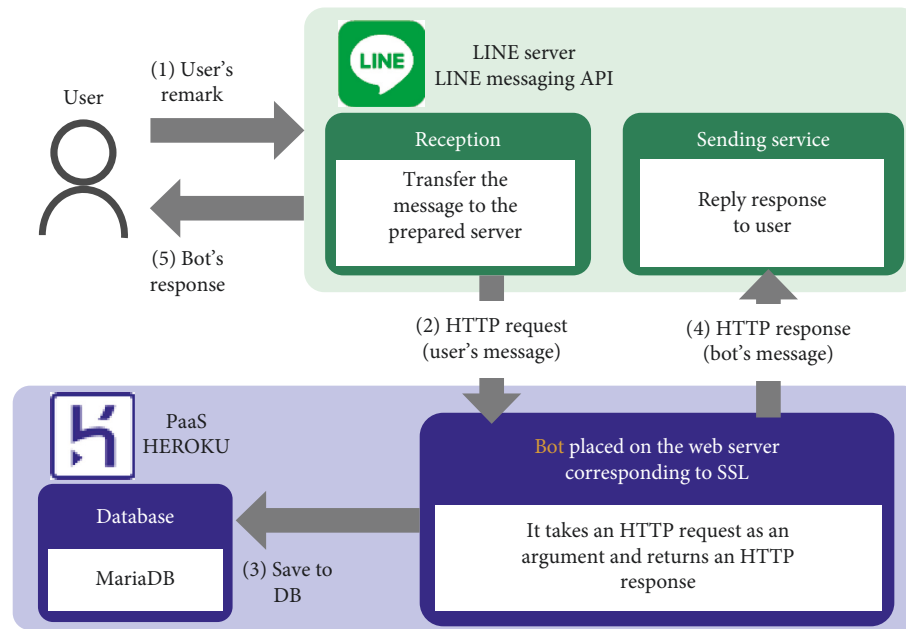 User
(1) User's
remark
(5) Bot's
response
LINE
LINE server
LINE messaging API
Reception
Transfer the
message to the
prepared server
Sending service
Reply response
to user
(2) HTTP request
(user's message)
(4) HTTP response
(bot's message)
PaaS
HEROKU
Database
MariaDB
(3) Save to
DB
Bot placed on the web server
corresponding to SSL
It takes an HTTP request as an
argument and returns an HTTP
response